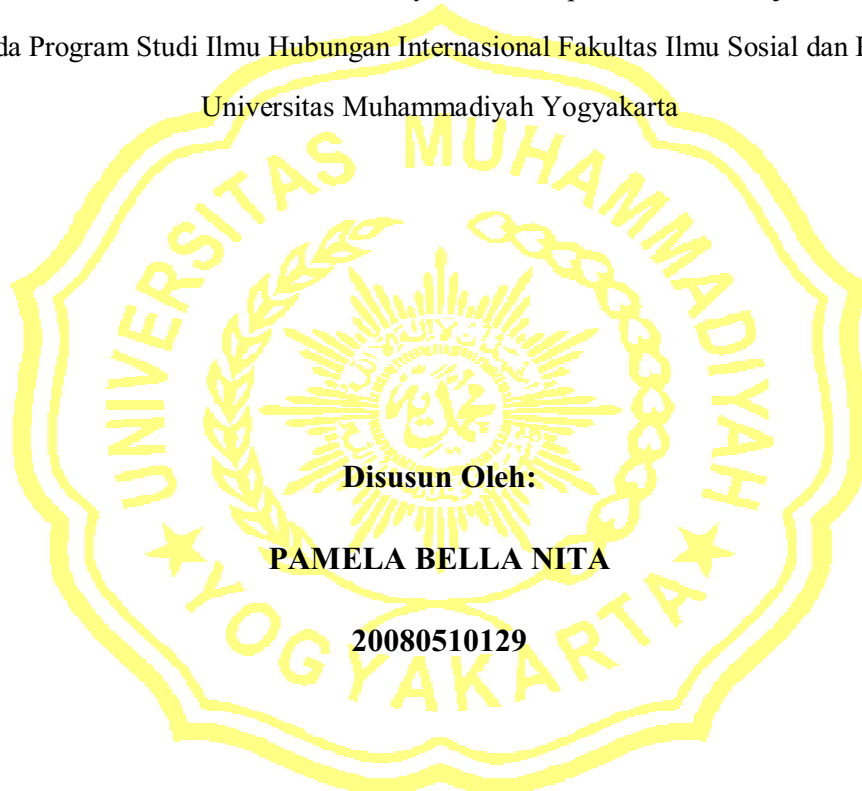 da Program Studi Ilmu Hubungan Internasional Fakultas Ilmu Sosial dan
Universitas Muhammadiyah Yogyakarta
UNIVERSITAS MUHAMMADIYAH
YOGYAKARTA
Disusun Oleh:
PAMELA BELLA NITA
20080510129